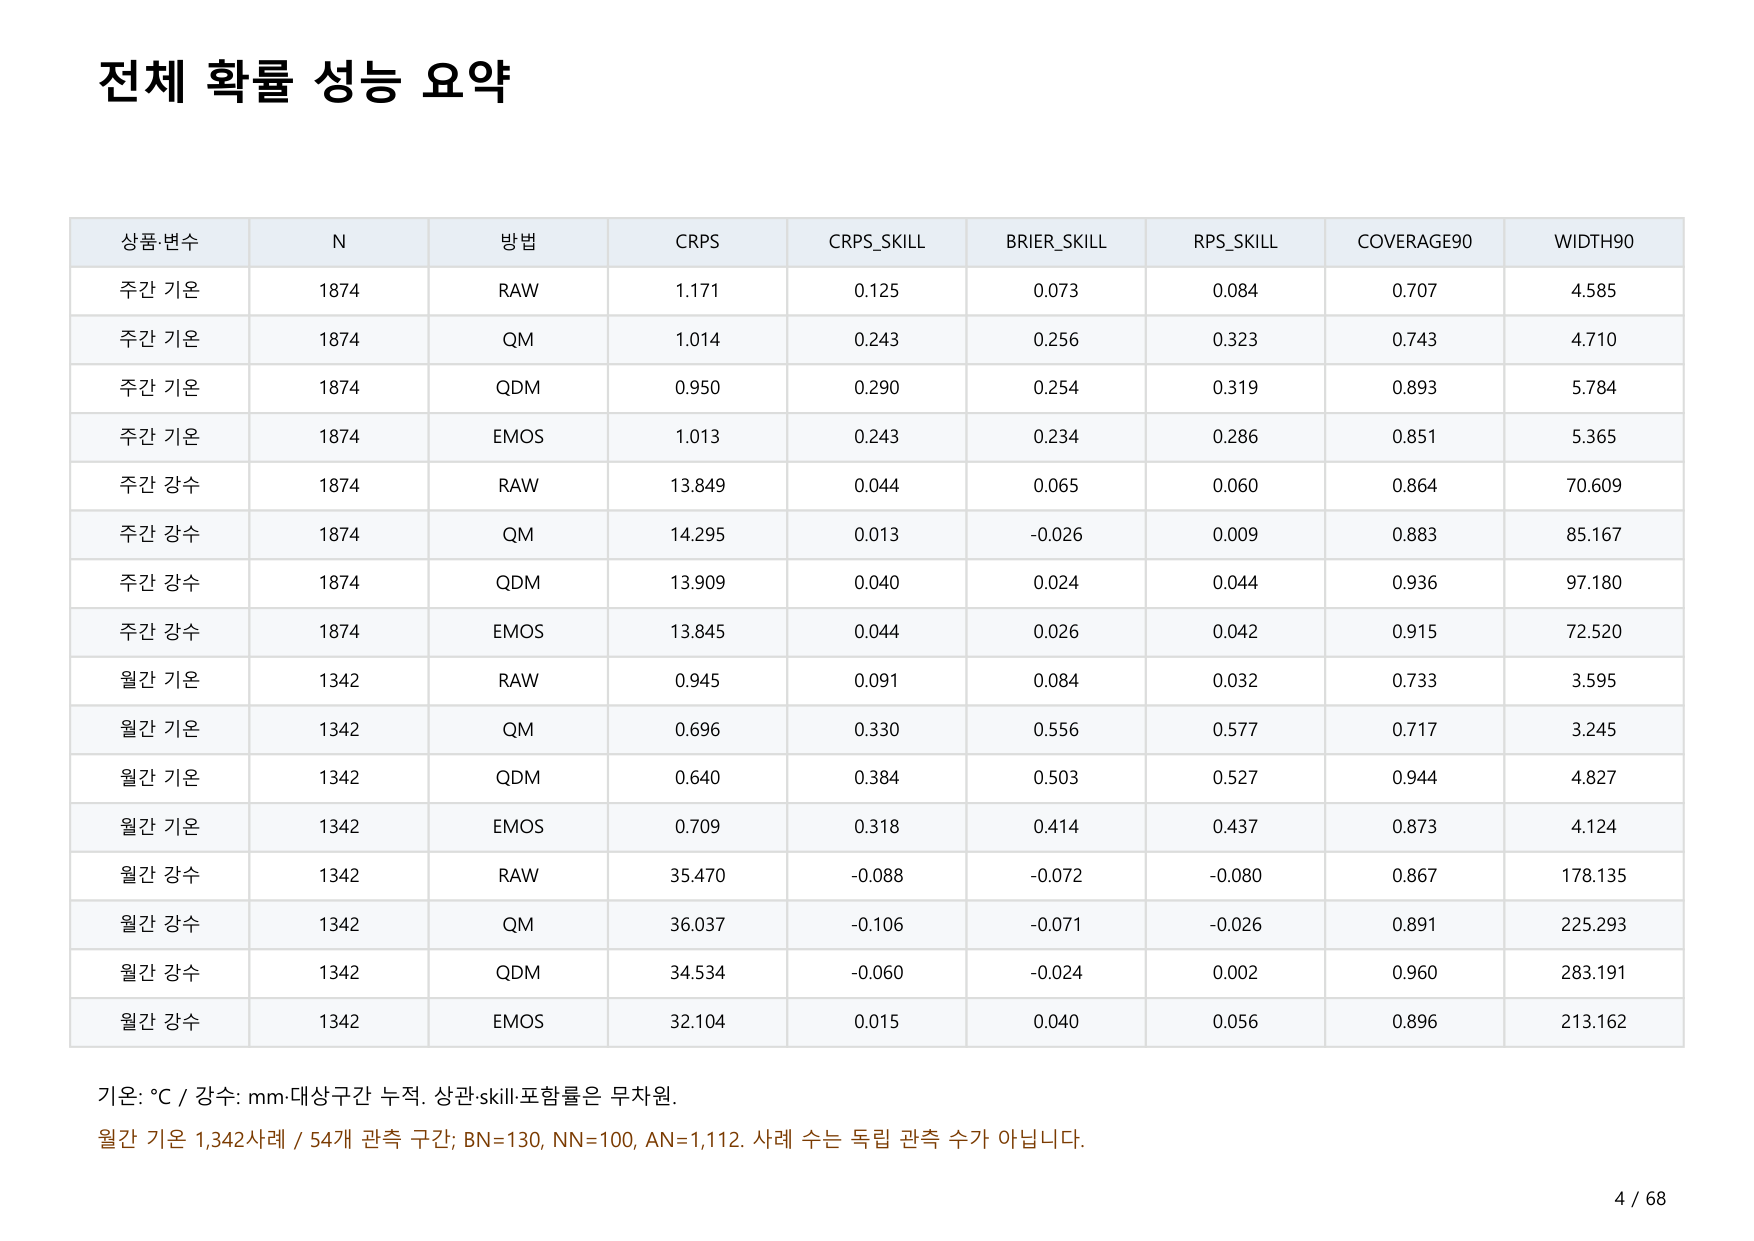 전체 확률 성능 요약
상품·변수 N 방법 CRPS CRPS_SKILL BRIER_SKILL RPS_SKILL COVERAGE90 WIDTH90
주간 기온 1874 RAW 1.171 0.125 0.073 0.084 0.707 4.585
주간 기온 1874 QM 1.014 0.243 0.256 0.323 0.743 4.710
주간 기온 1874 QDM 0.950 0.290 0.254 0.319 0.893 5.784
주간 기온 1874 EMOS 1.013 0.243 0.234 0.286 0.851 5.365
주간 강수 1874 RAW 13.849 0.044 0.065 0.060 0.864 70.609
주간 강수 1874 QM 14.295 0.013 -0.026 0.009 0.883 85.167
주간 강수 1874 QDM 13.909 0.040 0.024 0.044 0.936 97.180
주간 강수 1874 EMOS 13.845 0.044 0.026 0.042 0.915 72.520
월간 기온 1342 RAW 0.945 0.091 0.084 0.032 0.733 3.595
월간 기온 1342 QM 0.696 0.330 0.556 0.577 0.717 3.245
월간 기온 1342 QDM 0.640 0.384 0.503 0.527 0.944 4.827
월간 기온 1342 EMOS 0.709 0.318 0.414 0.437 0.873 4.124
월간 강수 1342 RAW 35.470 -0.088 -0.072 -0.080 0.867 178.135
월간 강수 1342 QM 36.037 -0.106 -0.071 -0.026 0.891 225.293
월간 강수 1342 QDM 34.534 -0.060 -0.024 0.002 0.960 283.191
월간 강수 1342 EMOS 32.104 0.015 0.040 0.056 0.896 213.162
기온: °C / 강수: mm·대상구간 누적. 상관·skill·포함률은 무차원.
월간 기온 1,342사례 / 54개 관측 구간; BN=130, NN=100, AN=1,112. 사례 수는 독립 관측 수가 아닙니다.
4 / 68